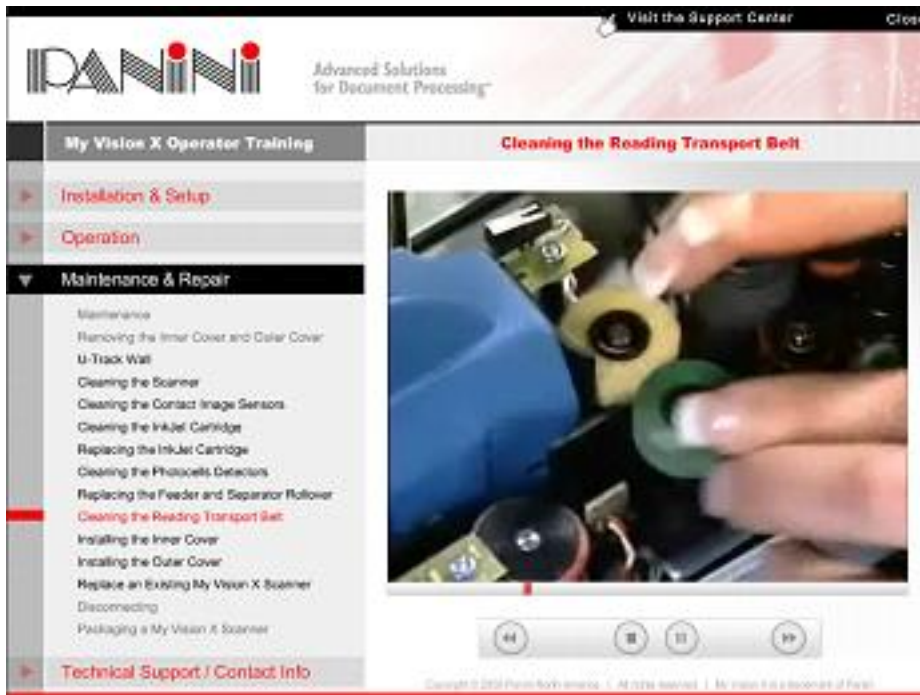 Visit the Support Center
Close
PANiNi
Advanced Solutions
for Document Processing™
My Vision X Operator Training
Cleaning the Reading Transport Belt
Installation & Setup
Operation
Maintenance & Repair
Maintenance
Removing the Inner Cover and Outer Cover
U-Track Wall
Cleaning the Scanner
Cleaning the Contact Image Sensors
Cleaning the InkJet Cartridge
Replacing the InkJet Cartridge
Cleaning the Photocells Detectors
Replacing the Feeder and Separator Rollover
Cleaning the Reading Transport Belt
Installing the Inner Cover
Installing the Outer Cover
Replace an Existing My Vision X Scanner
Disconnecting
Packaging a My Vision X Scanner
Technical Support / Contact Info